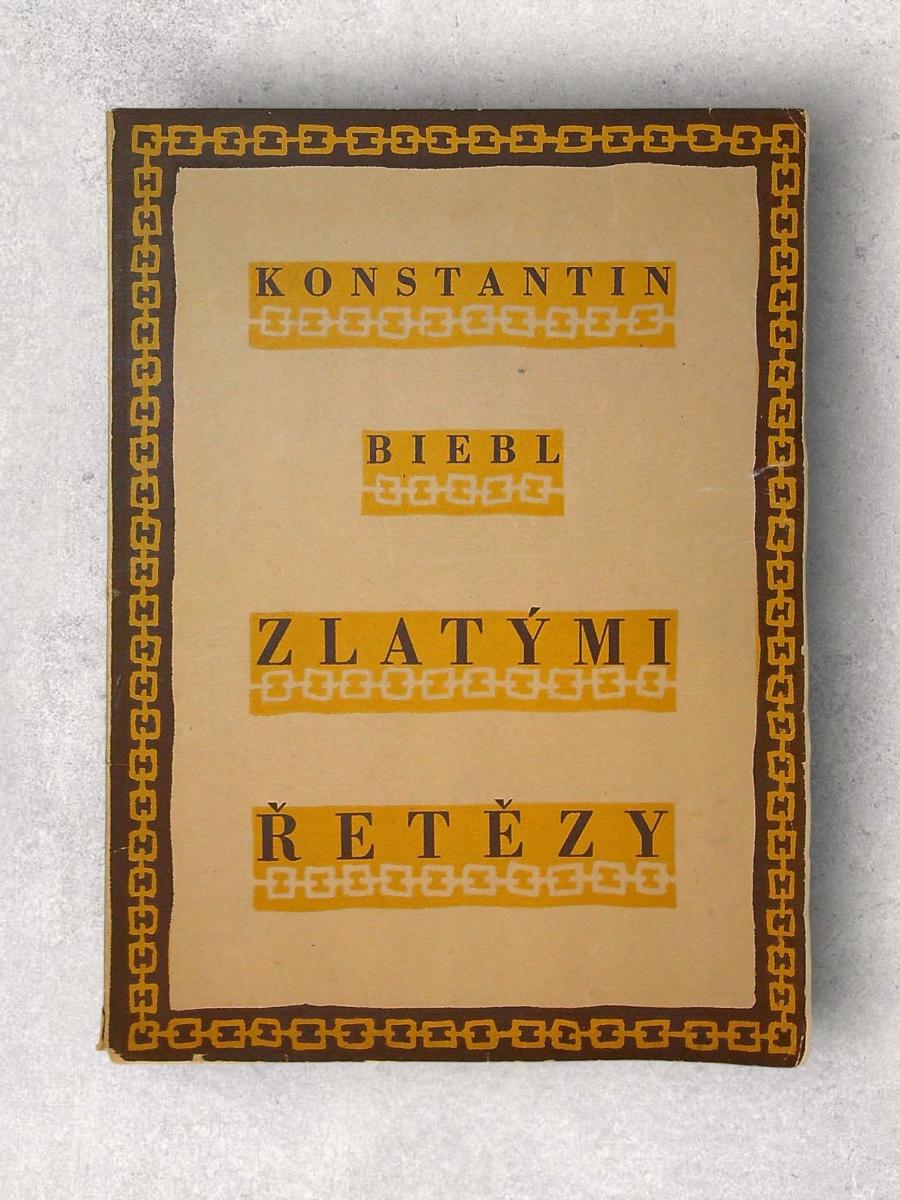 KONSTANTIN
BIEBL
ZLATÝMI
ŘETĚZY